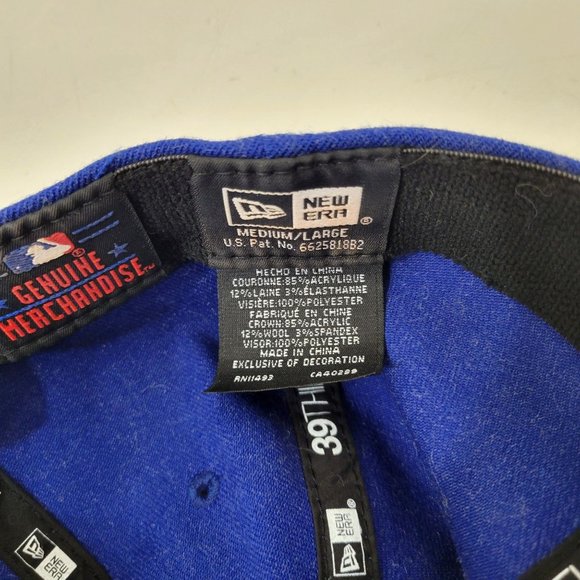 GENUINE
MERCHANDISE™
NEW
ERA®
MEDIUM/LARGE
U.S. Pat. No. 6625818B2
HECHO EN CHINA
COURONNE:85%ACRYLIQUE
12%LAINE 3%ÉLASTHANNE
VISIÈRE:100%POLYESTER
FABRIQUÉ EN CHINE
CROWN:85%ACRYLIC
12%WOOL 3%SPANDEX
VISOR:100%POLYESTER
MADE IN CHINA
EXCLUSIVE OF DECORATION
RN11493 CA40299
39THI
NEW
ERA
NEW
ERA